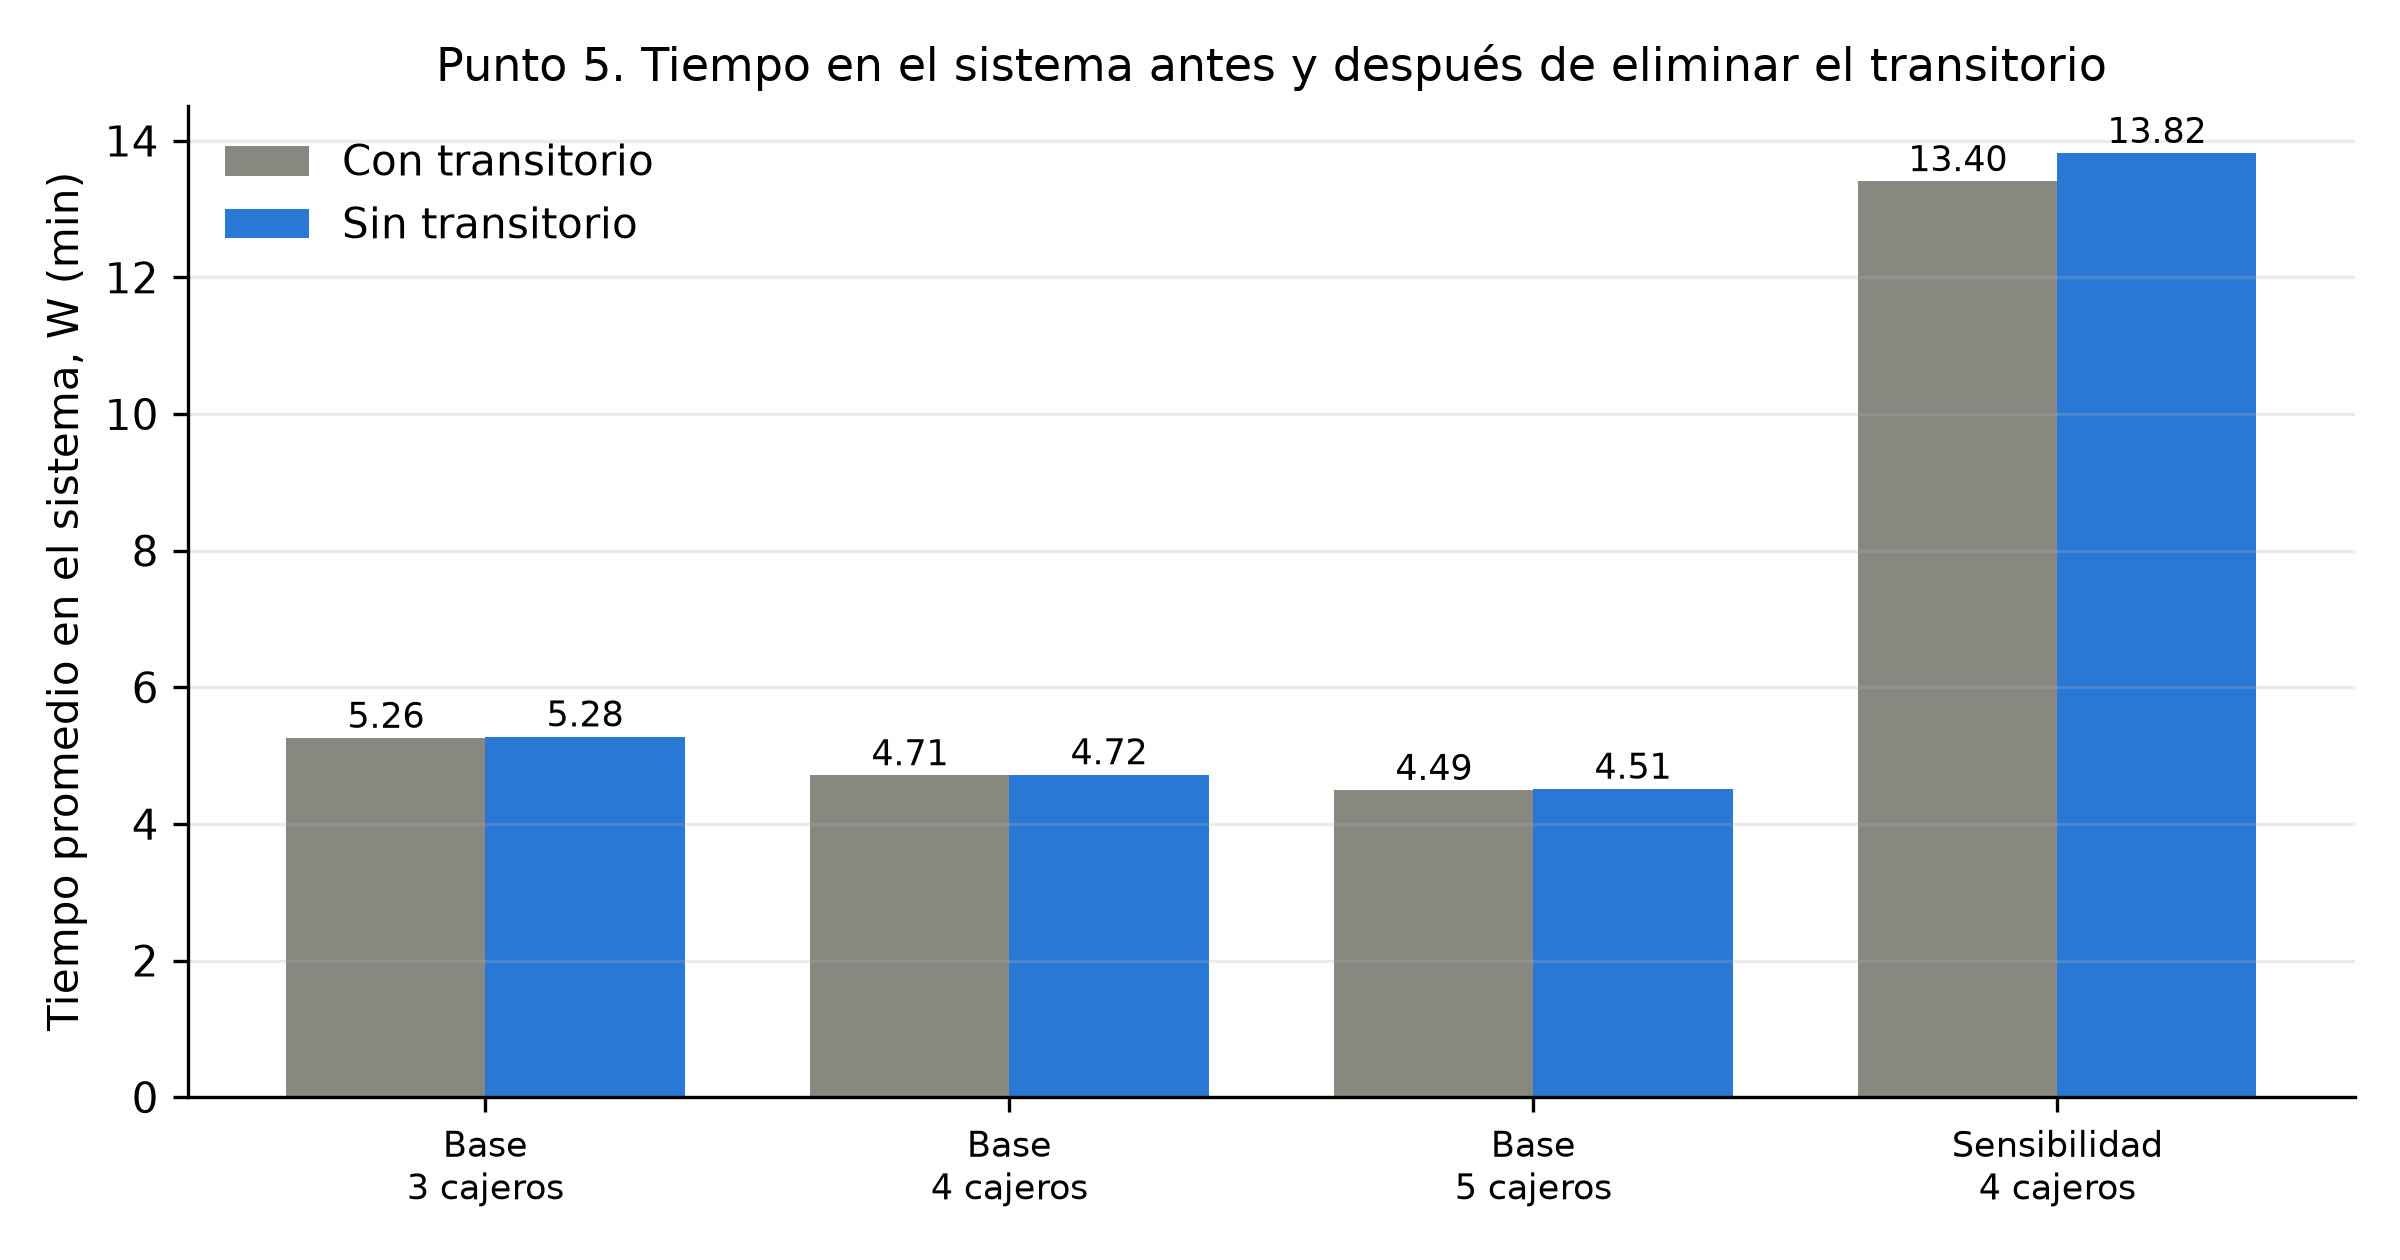 Punto 5. Tiempo en el sistema antes y después de eliminar el transitorio
Tiempo promedio en el sistema, W (min)
14
12
10
8
6
4
2
0
Con transitorio
Sin transitorio
5.26
5.28
4.71
4.72
4.49
4.51
13.40
13.82
Base
3 cajeros
Base
4 cajeros
Base
5 cajeros
Sensibilidad
4 cajeros